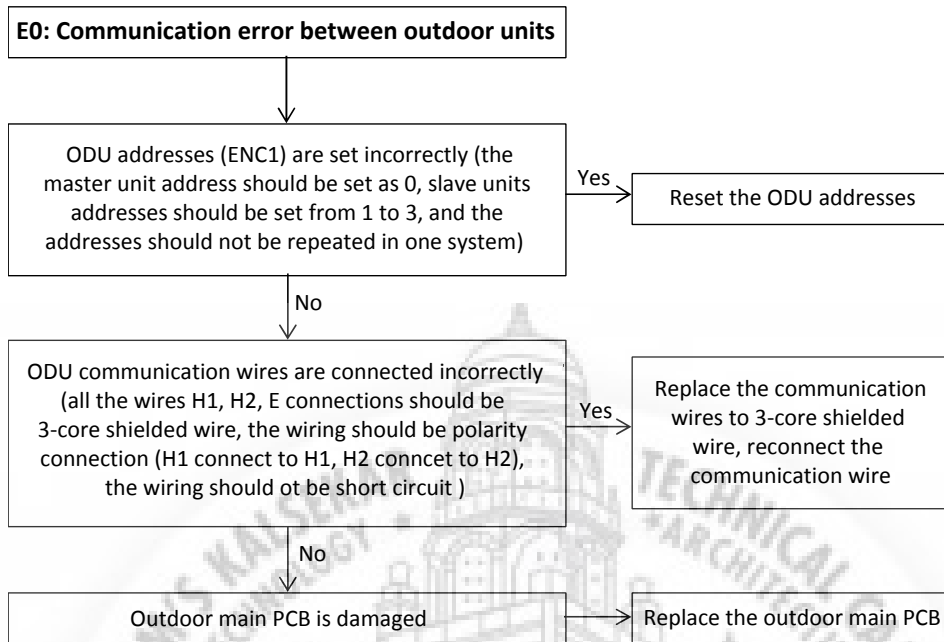 E0: Communication error between outdoor units
ODU addresses (ENC1) are set incorrectly (the
master unit address should be set as 0, slave units
addresses should be set from 1 to 3, and the
addresses should not be repeated in one system)
Yes
Reset the ODU addresses
No
ODU communication wires are connected incorrectly
(all the wires H1, H2, E connections should be
3-core shielded wire, the wiring should be polarity
connection (H1 connect to H1, H2 conncet to H2),
the wiring should ot be short circuit )
Yes
Replace the communication
wires to 3-core shielded
wire, reconnect the
communication wire
No
Outdoor main PCB is damaged
Replace the outdoor main PCB
KALSEKAR
TECHNICAL